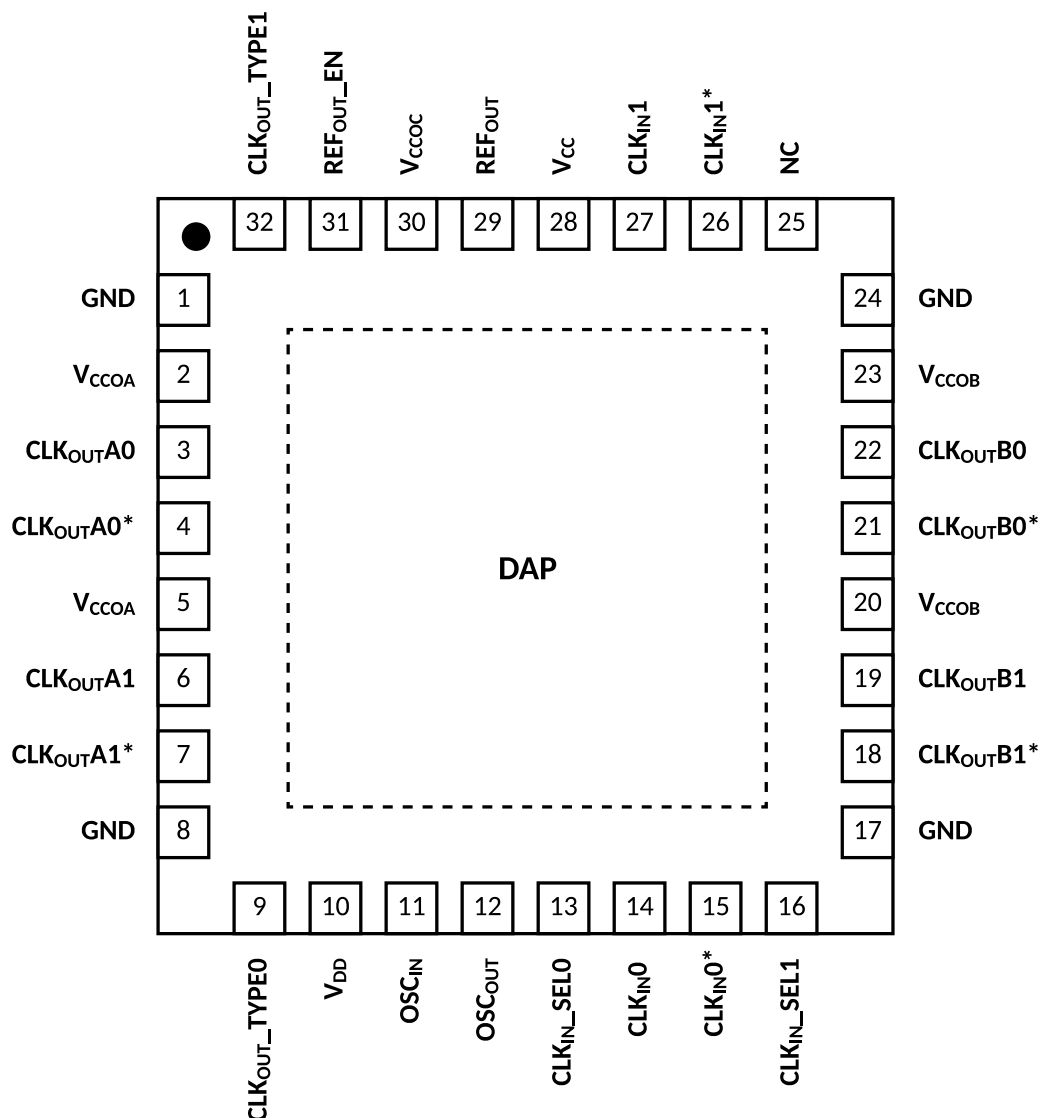 CLKOUT_TYPE1
REFOUT_EN
VCCOC
REFOUT
VCC
CLKIN1
CLKIN1*
NC
32 31 30 29 28 27 26 25
GND 1 24 GND
VCCOA 2 23 VCCOB
CLKOUTA0 3 22 CLKOUTB0
CLKOUTA0* 4 21 CLKOUTB0*
DAP
VCCOA 5 20 VCCOB
CLKOUTA1 6 19 CLKOUTB1
CLKOUTA1* 7 18 CLKOUTB1*
GND 8 17 GND
9 10 11 12 13 14 15 16
CLKOUT_TYPE0
VDD
OSCIN
OSCOUT
CLKIN_SEL0
CLKIN0
CLKIN0*
CLKIN_SEL1